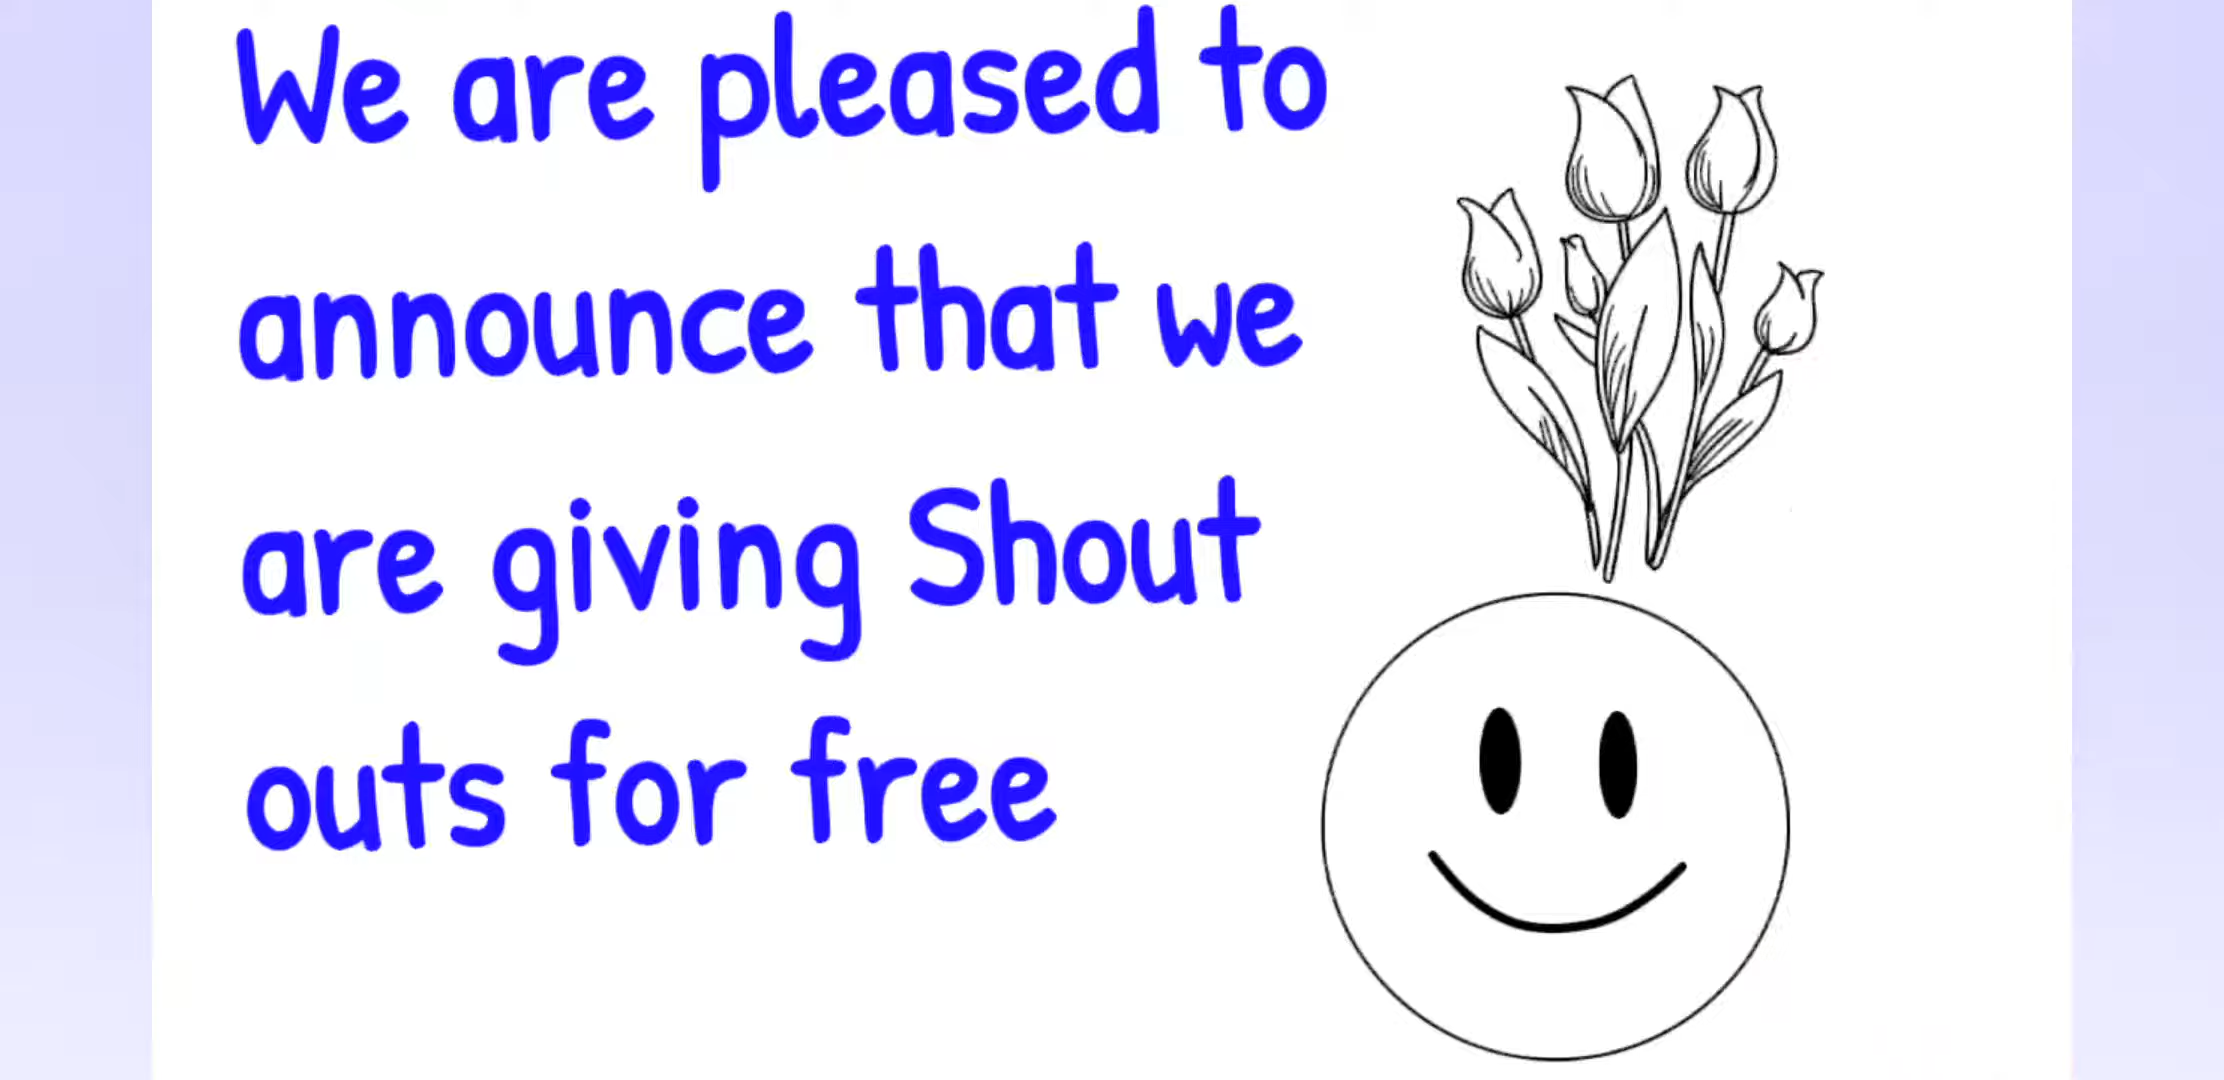 We are pleased to
announce that we
are giving Shout
outs for free